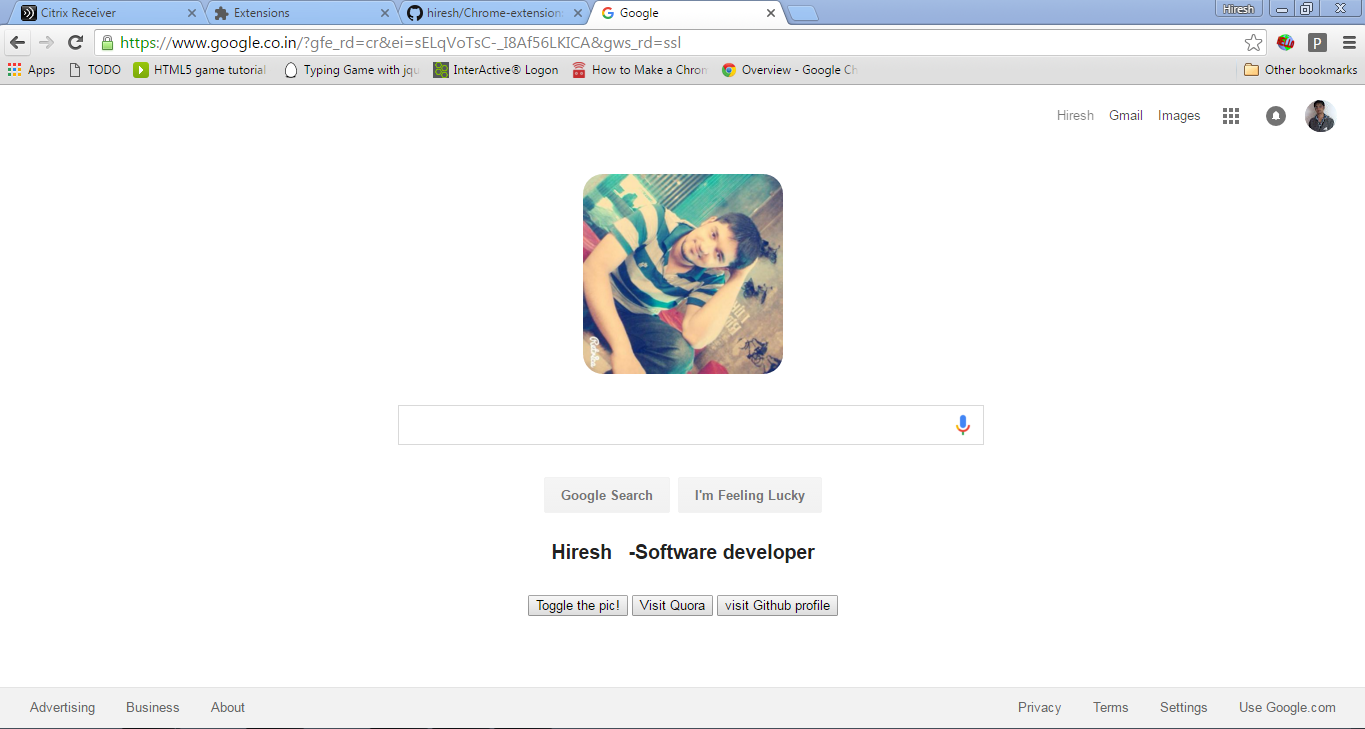 Citrix Receiver
Extensions
hiresh/Chrome-extension
Google
Hiresh
https://www.google.co.in/?gfe_rd=cr&ei=sELqVoTsC-_I8Af56LKICA&gws_rd=ssl
P
Apps
TODO
HTML5 game tutorial
Typing Game with jqu
InterActive® Logon
How to Make a Chrom
Overview - Google Ch
Other bookmarks
Hiresh Gmail Images
Google Search
I'm Feeling Lucky
Hiresh -Software developer
Toggle the pic!
Visit Quora
visit Github profile
Advertising Business About
Privacy Terms Settings Use Google.com